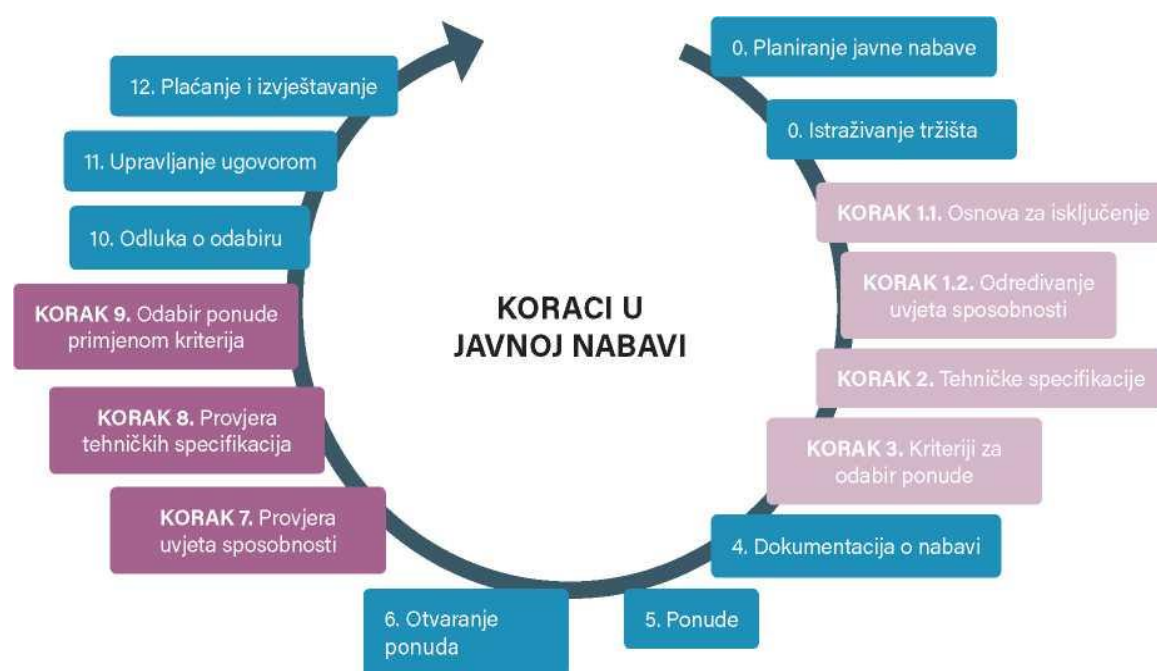 KORACI U
JAVNOJ NABAVI
0. Planiranje javne nabave
0. Istraživanje tržišta
KORAK 1.1. Osnova za isključenje
KORAK 1.2. Određivanje
uvjeta sposobnosti
KORAK 2. Tehničke specifikacije
KORAK 3. Kriteriji za
odabir ponude
4. Dokumentacija o nabavi
5. Ponude
6. Otvaranje
ponuda
KORAK 7. Provjera
uvjeta sposobnosti
KORAK 8. Provjera
tehničkih specifikacija
KORAK 9. Odabir ponude
primjenom kriterija
10. Odluka o odabiru
11. Upravljanje ugovorom
12. Plaćanje i izvještavanje